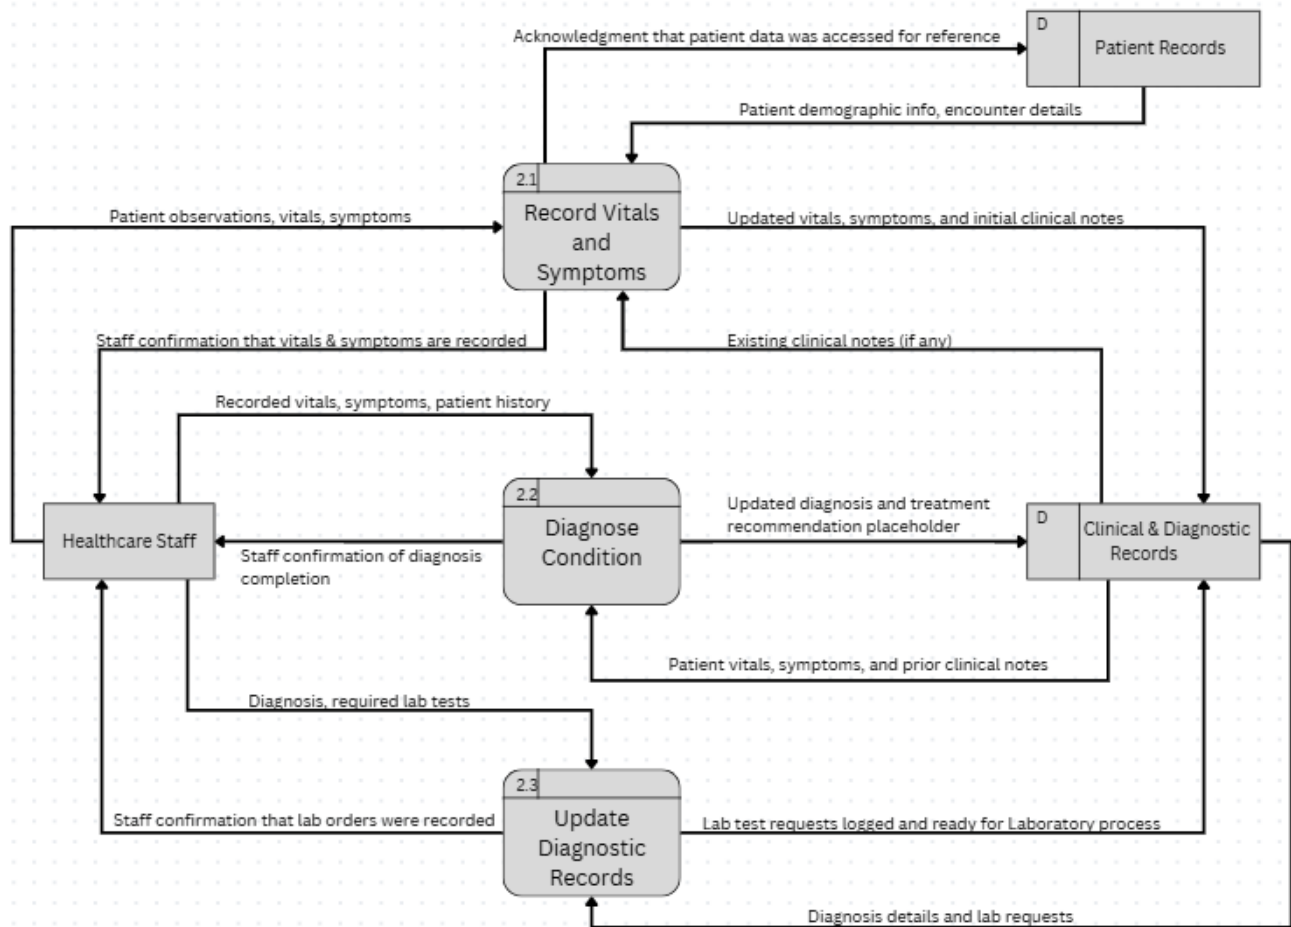 Acknowledgment that patient data was accessed for reference
D
Patient Records
Patient demographic info, encounter details
2.1
Record Vitals
and
Symptoms
Patient observations, vitals, symptoms
Updated vitals, symptoms, and initial clinical notes
Staff confirmation that vitals & symptoms are recorded
Existing clinical notes (if any)
Recorded vitals, symptoms, patient history
2.2
Diagnose
Condition
Updated diagnosis and treatment
recommendation placeholder
Healthcare Staff
D
Clinical & Diagnostic
Records
Staff confirmation of diagnosis
completion
Patient vitals, symptoms, and prior clinical notes
Diagnosis, required lab tests
2.3
Update
Diagnostic
Records
Staff confirmation that lab orders were recorded
Lab test requests logged and ready for Laboratory process
Diagnosis details and lab requests